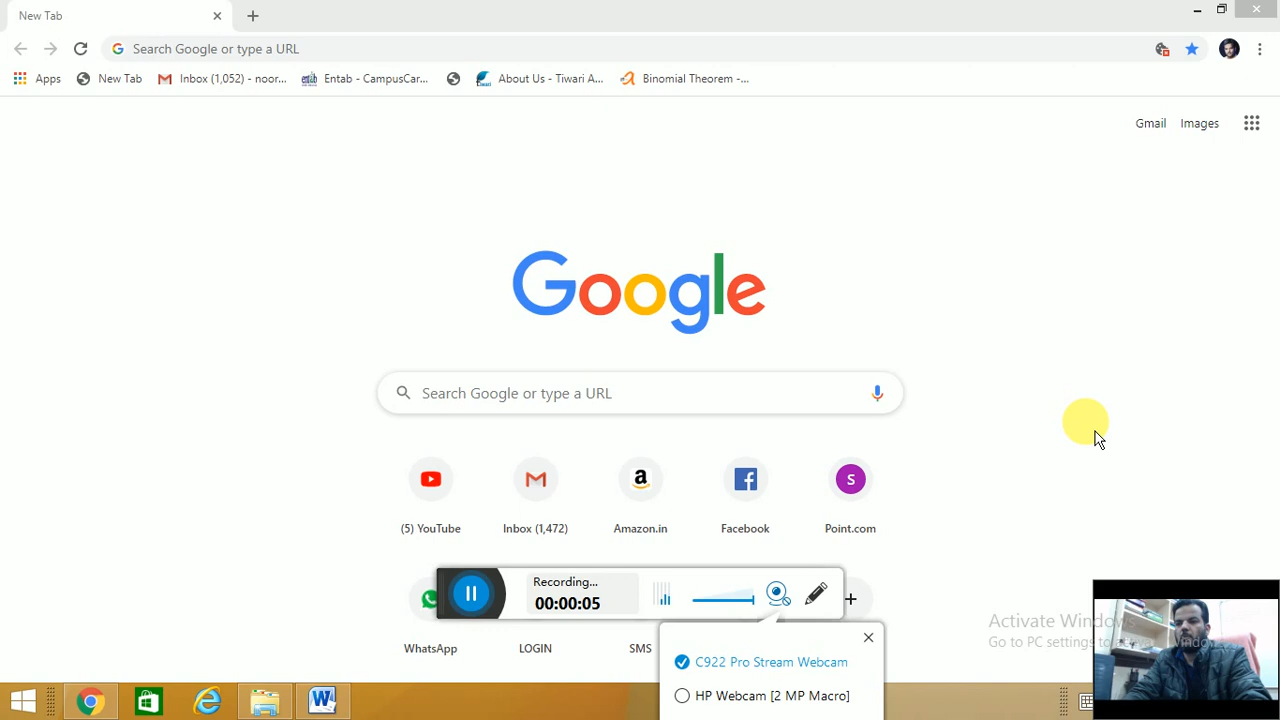 New Tab
Search Google or type a URL
Apps
New Tab
Inbox (1,052) - noor...
Entab - CampusCar...
About Us - Tiwari A...
Binomial Theorem -...
Gmail
Images
Google
Search Google or type a URL
(5) YouTube
Inbox (1,472)
Amazon.in
Facebook
S
Point.com
Recording...
00:00:05
WhatsApp
LOGIN
SMS
C922 Pro Stream Webcam
HP Webcam [2 MP Macro]
Activate Windows
Go to PC settings to